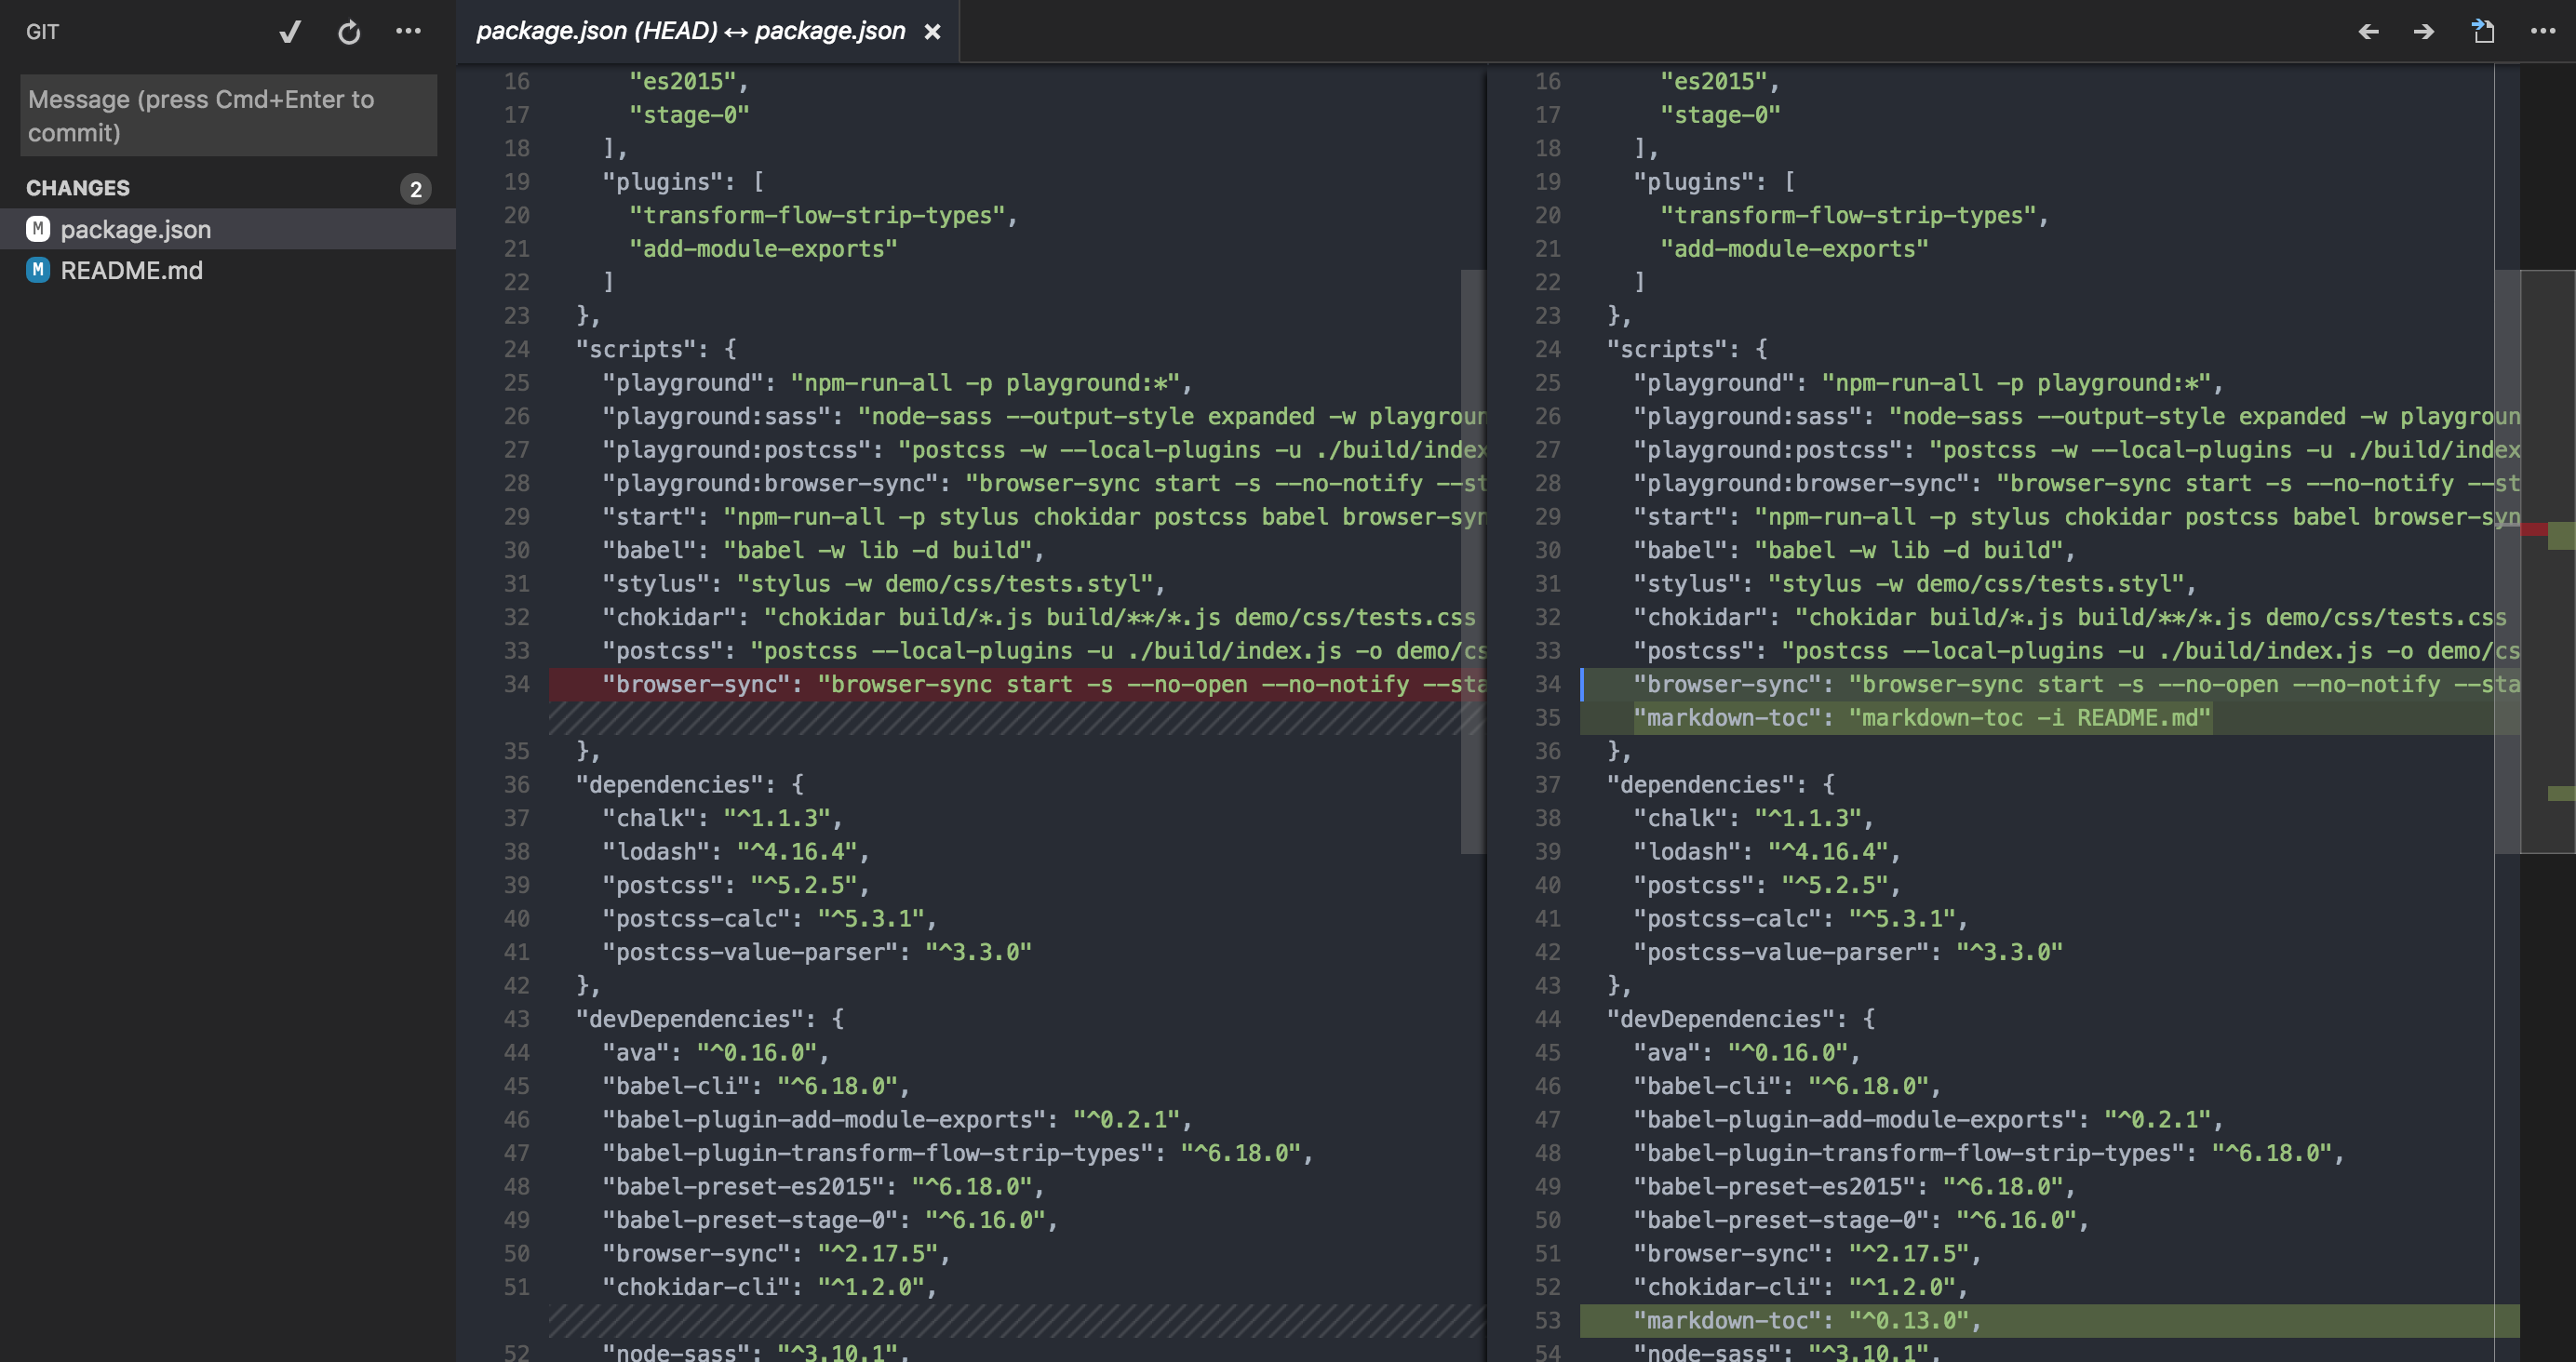 GIT
Message (press Cmd+Enter to
commit)
CHANGES 2
M package.json
M README.md
package.json (HEAD) ↔ package.json
16 "es2015",
17 "stage-0"
18 ],
19 "plugins": [
20 "transform-flow-strip-types",
21 "add-module-exports"
22 ]
23 },
24 "scripts": {
25 "playground": "npm-run-all -p playground:*",
26 "playground:sass": "node-sass --output-style expanded -w playgroun
27 "playground:postcss": "postcss -w --local-plugins -u ./build/index
28 "playground:browser-sync": "browser-sync start -s --no-notify --st
29 "start": "npm-run-all -p stylus chokidar postcss babel browser-syn
30 "babel": "babel -w lib -d build",
31 "stylus": "stylus -w demo/css/tests.styl",
32 "chokidar": "chokidar build/*.js build/**/*.js demo/css/tests.css
33 "postcss": "postcss --local-plugins -u ./build/index.js -o demo/cs
34 "browser-sync": "browser-sync start -s --no-open --no-notify --sta
35 },
36 "dependencies": {
37 "chalk": "^1.1.3",
38 "lodash": "^4.16.4",
39 "postcss": "^5.2.5",
40 "postcss-calc": "^5.3.1",
41 "postcss-value-parser": "^3.3.0"
42 },
43 "devDependencies": {
44 "ava": "^0.16.0",
45 "babel-cli": "^6.18.0",
46 "babel-plugin-add-module-exports": "^0.2.1",
47 "babel-plugin-transform-flow-strip-types": "^6.18.0",
48 "babel-preset-es2015": "^6.18.0",
49 "babel-preset-stage-0": "^6.16.0",
50 "browser-sync": "^2.17.5",
51 "chokidar-cli": "^1.2.0",
52 "node-sass": "^3.10.1",
16 "es2015",
17 "stage-0"
18 ],
19 "plugins": [
20 "transform-flow-strip-types",
21 "add-module-exports"
22 ]
23 },
24 "scripts": {
25 "playground": "npm-run-all -p playground:*",
26 "playground:sass": "node-sass --output-style expanded -w playgroun
27 "playground:postcss": "postcss -w --local-plugins -u ./build/index
28 "playground:browser-sync": "browser-sync start -s --no-notify --st
29 "start": "npm-run-all -p stylus chokidar postcss babel browser-syn
30 "babel": "babel -w lib -d build",
31 "stylus": "stylus -w demo/css/tests.styl",
32 "chokidar": "chokidar build/*.js build/**/*.js demo/css/tests.css
33 "postcss": "postcss --local-plugins -u ./build/index.js -o demo/cs
34 "browser-sync": "browser-sync start -s --no-open --no-notify --sta
35 "markdown-toc": "markdown-toc -i README.md"
36 },
37 "dependencies": {
38 "chalk": "^1.1.3",
39 "lodash": "^4.16.4",
40 "postcss": "^5.2.5",
41 "postcss-calc": "^5.3.1",
42 "postcss-value-parser": "^3.3.0"
43 },
44 "devDependencies": {
45 "ava": "^0.16.0",
46 "babel-cli": "^6.18.0",
47 "babel-plugin-add-module-exports": "^0.2.1",
48 "babel-plugin-transform-flow-strip-types": "^6.18.0",
49 "babel-preset-es2015": "^6.18.0",
50 "babel-preset-stage-0": "^6.16.0",
51 "browser-sync": "^2.17.5",
52 "chokidar-cli": "^1.2.0",
53 "markdown-toc": "^0.13.0",
54 "node-sass": "^3.10.1",